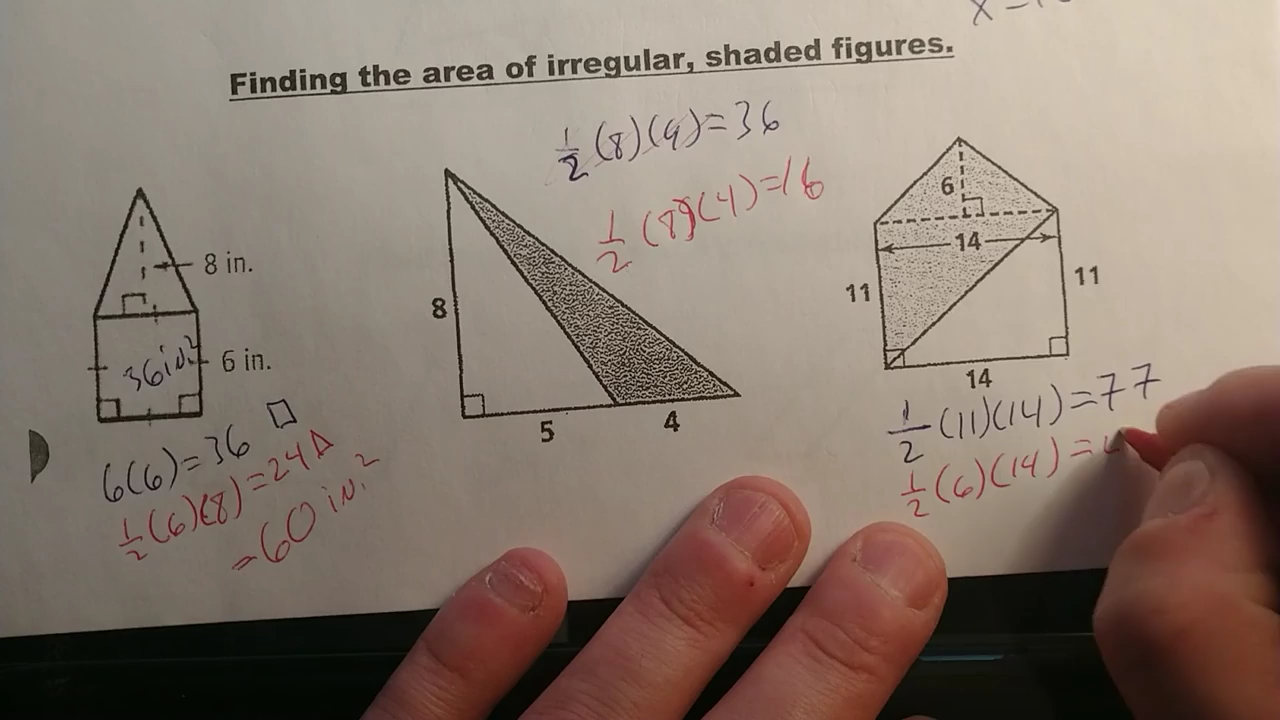 Finding the area of irregular, shaded figures.
8 in.
36in²
6 in.
6(6)=36 □
1/2(6)(8)=24Δ
=60 in.²
1/2(8)(9)=36
1/2(8)(4)=16
8
5
4
6
14
11
11
14
1/2(11)(14)=77
1/2(6)(14)=